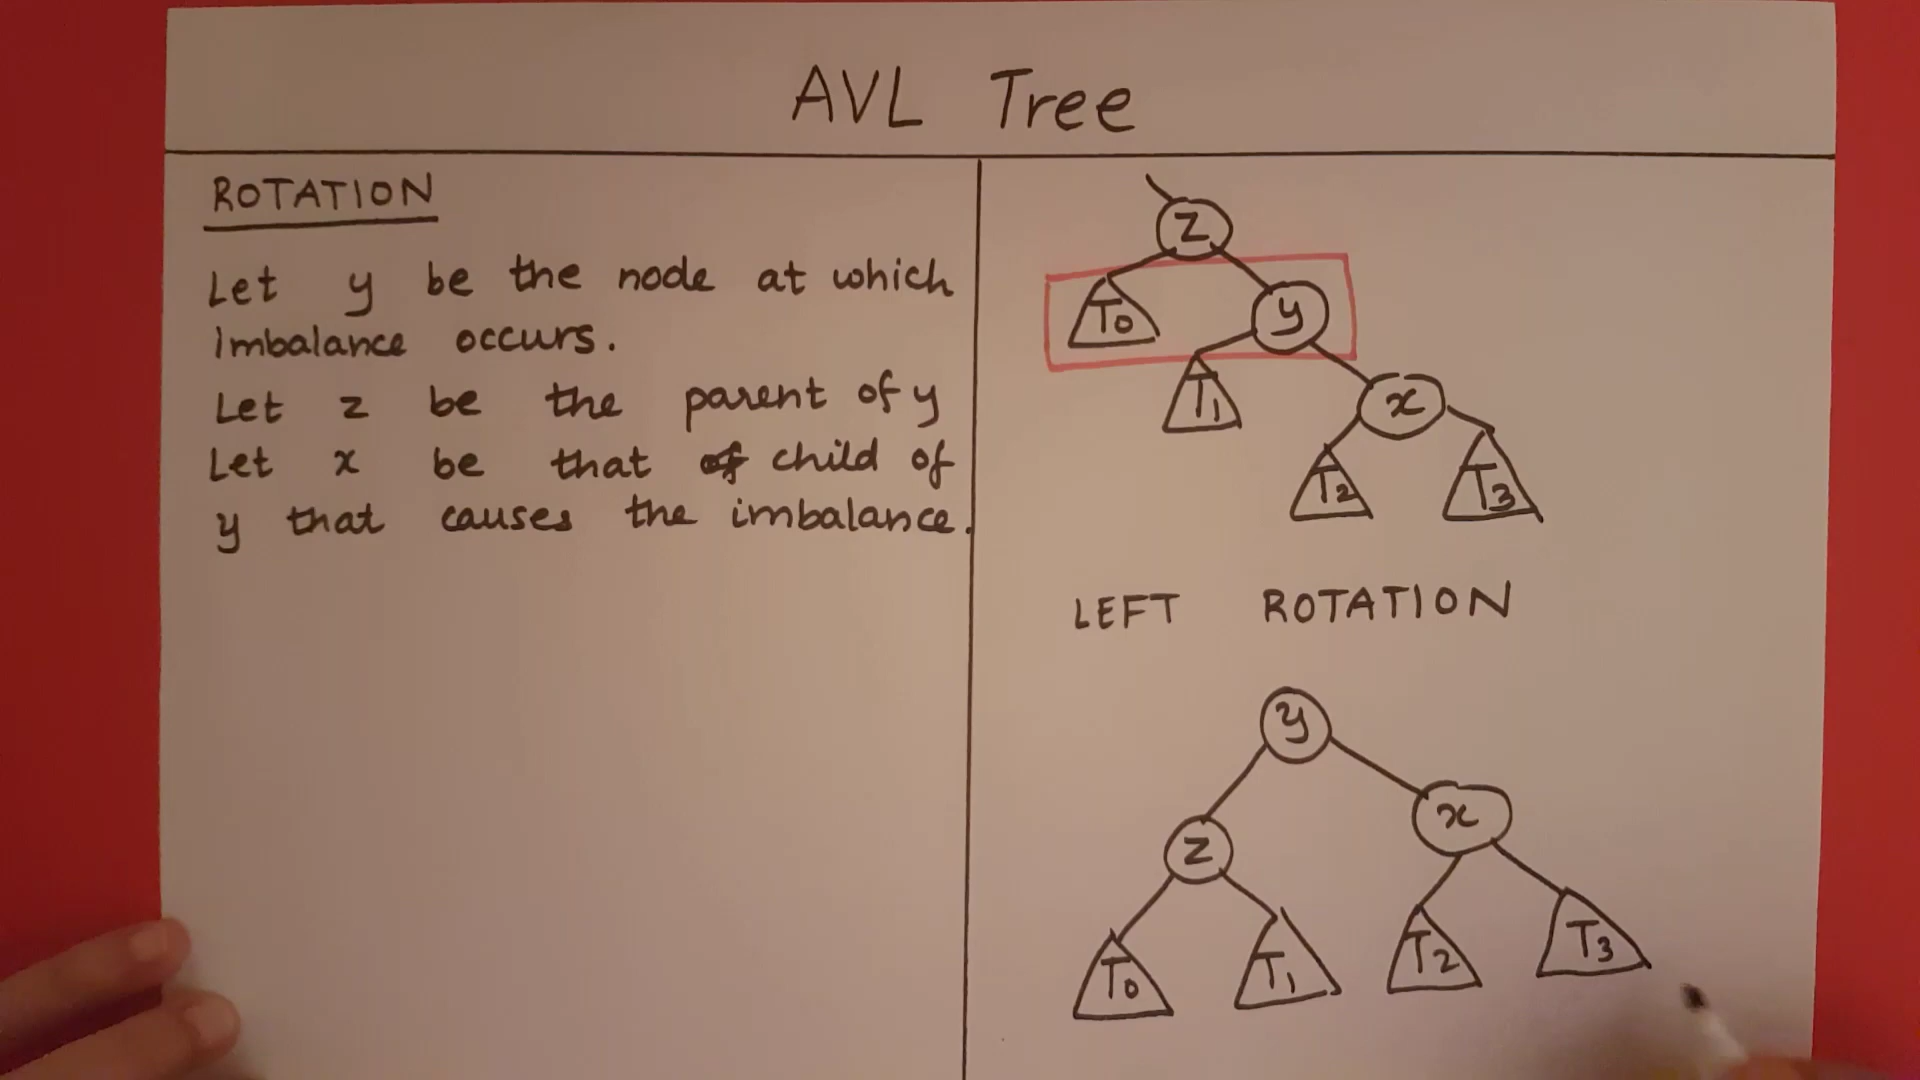 AVL Tree
ROTATION
Let y be the node at which
imbalance occurs.
Let z be the parent of y
Let x be that of child of
y that causes the imbalance.
z
T0 y
T1 x
T2 T3
LEFT ROTATION
y
x
z
T0 T1 T2 T3